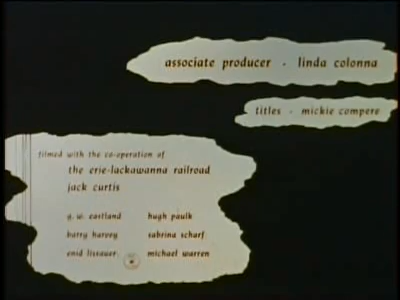 associate producer - linda colonna
titles - mickie compere
filmed with the co-operation of
the erie-lackawanna railroad
jack curtis
g. w. eastland hugh paulk
barry harvey sabrina scharf
enid lissauer michael warren